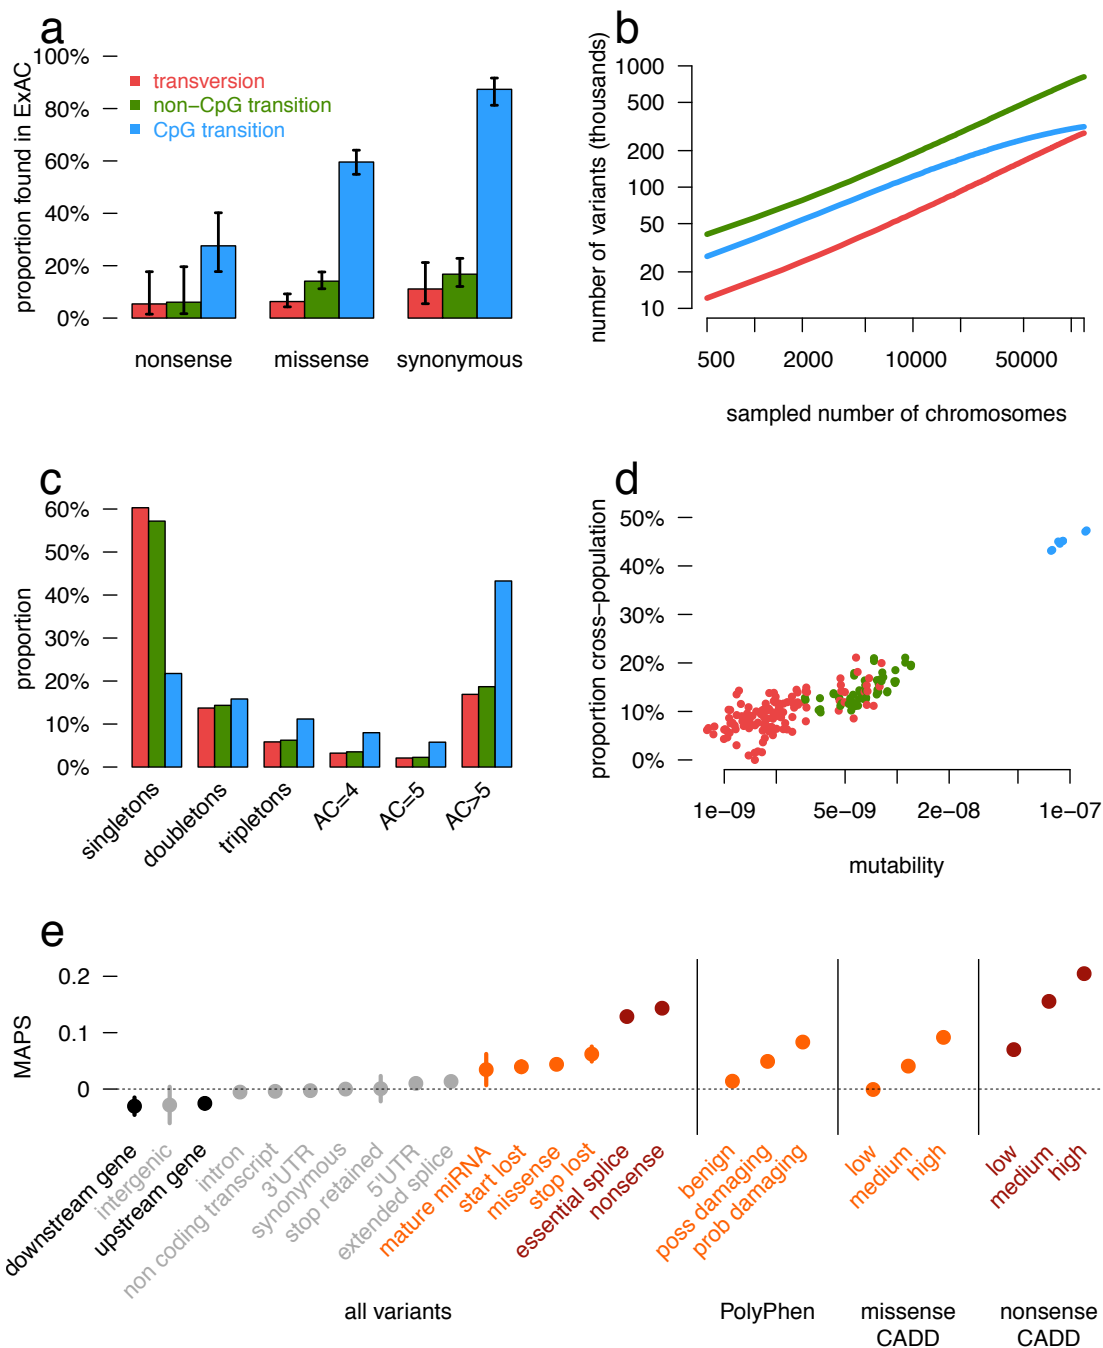 a
100%
80%
60%
40%
20%
0%
proportion found in ExAC
transversion
non−CpG transition
CpG transition
nonsense
missense
synonymous
b
1000
500
200
100
50
20
10
number of variants (thousands)
500
2000
10000
50000
sampled number of chromosomes
c
60%
50%
40%
30%
20%
10%
0%
proportion
singletons
doubletons
tripletons
AC=4
AC=5
AC>5
d
50%
40%
30%
20%
10%
0%
proportion cross−population
1e−09
5e−09
2e−08
1e−07
mutability
e
0.2
0.1
0
MAPS
downstream gene
intergenic
upstream gene
intron
non coding transcript
3'UTR
synonymous
stop retained
5'UTR
extended splice
mature miRNA
start lost
missense
stop lost
essential splice
nonsense
benign
poss damaging
prob damaging
low
medium
high
low
medium
high
all variants
PolyPhen
missense
CADD
nonsense
CADD